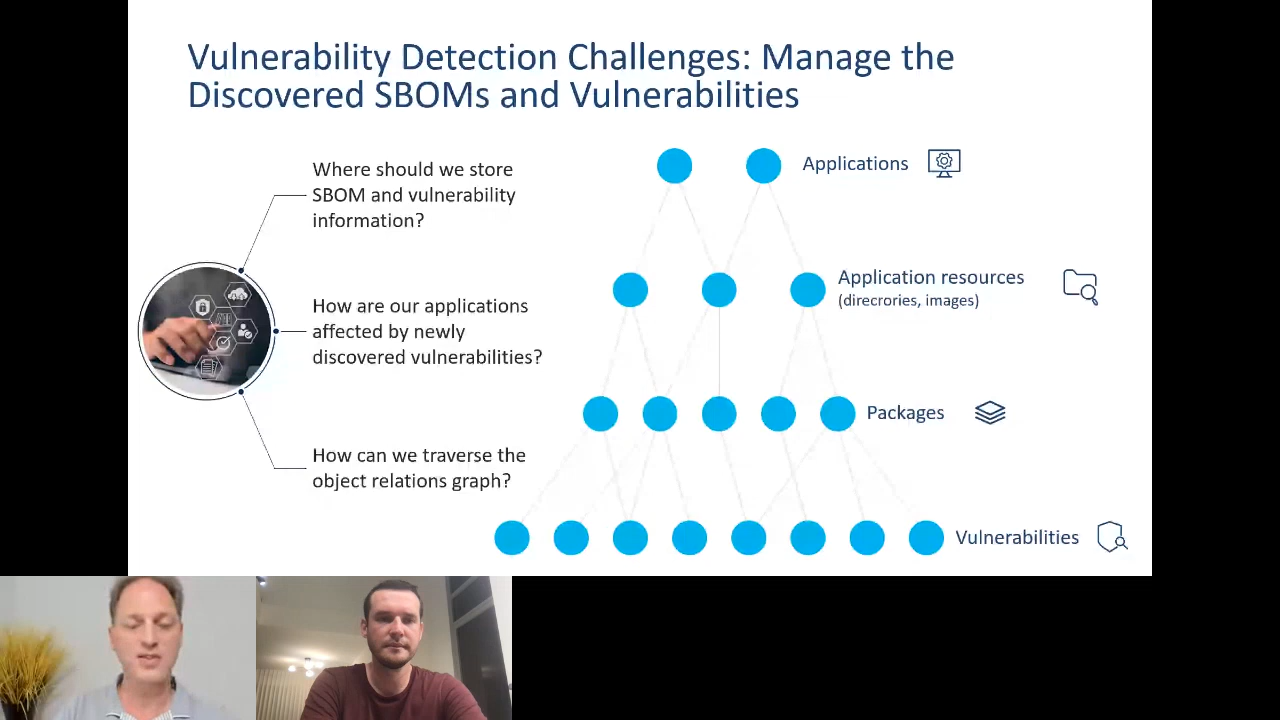 Vulnerability Detection Challenges: Manage the
Discovered SBOMs and Vulnerabilities
Where should we store
SBOM and vulnerability
information?
How are our applications
affected by newly
discovered vulnerabilities?
How can we traverse the
object relations graph?
Applications
Application resources
(direcrories, images)
Packages
Vulnerabilities